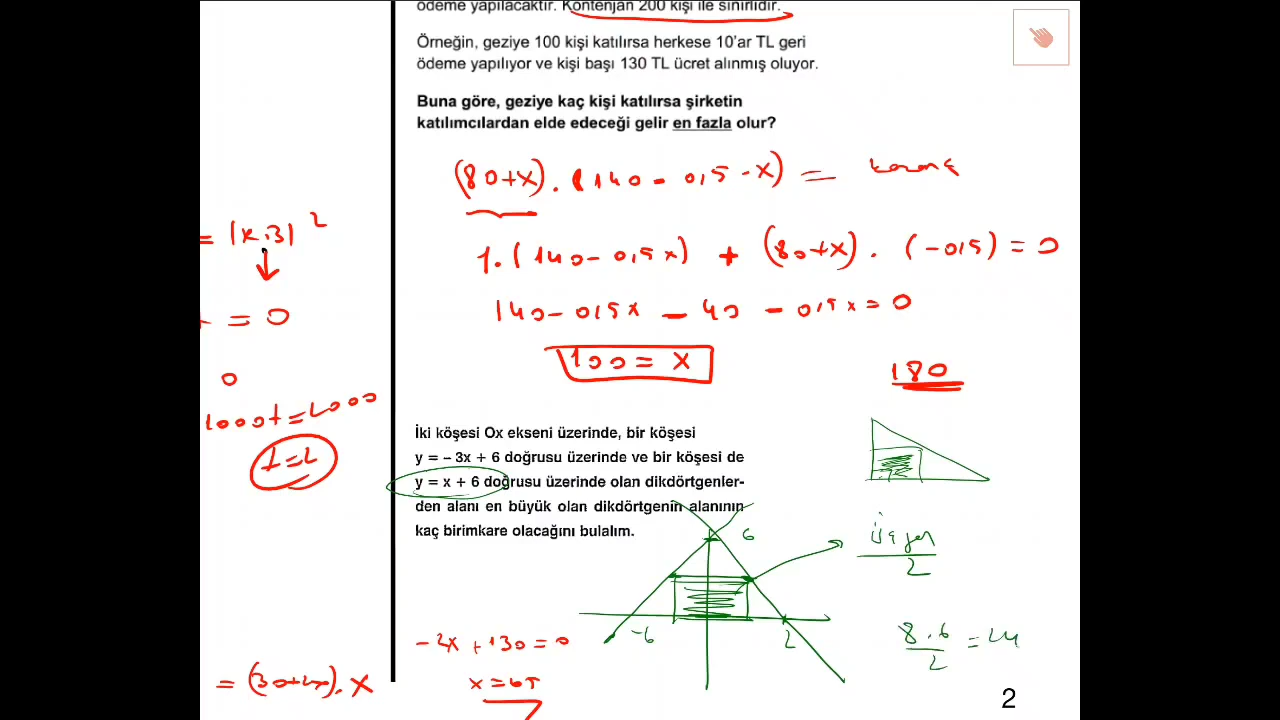 ödeme yapılacaktır. Kontenjan 200 kişi ile sınırlıdır.
Örneğin, geziye 100 kişi katılırsa herkese 10'ar TL geri
ödeme yapılıyor ve kişi başı 130 TL ücret alınmış oluyor.
Buna göre, geziye kaç kişi katılırsa şirketin
katılımcılardan elde edeceği gelir en fazla olur?
(80+x).(140-0,5-x) =
1.(140-0,5x) + (80+x).(-0,5) = 0
140-0,5x - 40 - 0,5x = 0
100 = x
180
= 0
0
1000t = 2000
t = 2
İki köşesi Ox ekseni üzerinde, bir köşesi
y = – 3x + 6 doğrusu üzerinde ve bir köşesi de
y = x + 6 doğrusu üzerinde olan dikdörtgenler-
den alanı en büyük olan dikdörtgenin alanının
kaç birimkare olacağını bulalım.
6
-6
2
Üçgen
2
8.6
2
= 24
-2x + 130 = 0
x = 65
2